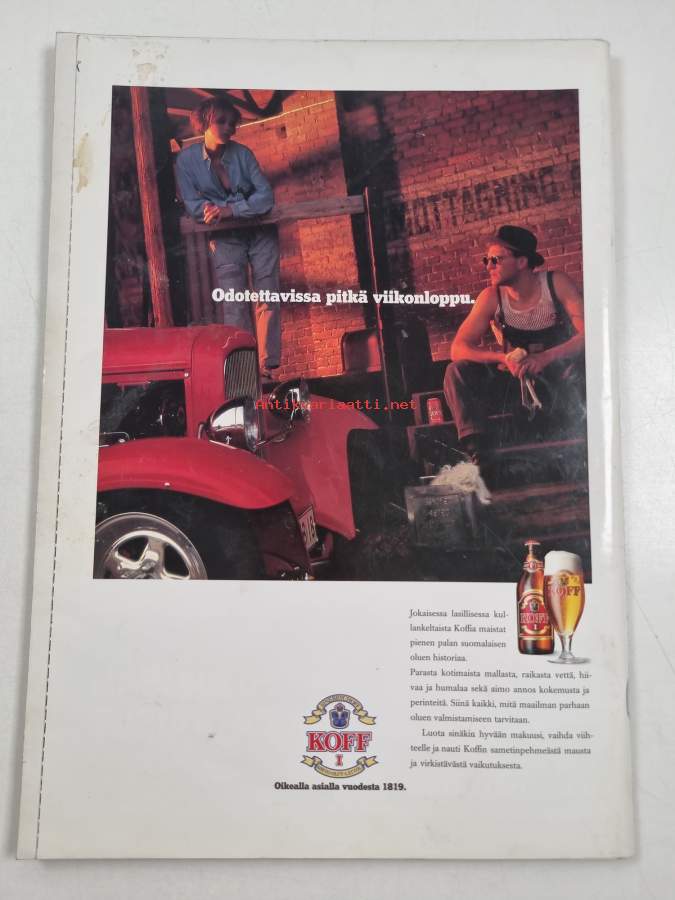 Odotettavissa pitkä viikonloppu.
Antikvariaatti.net
KOFF
I
KOFF
Jokaisessa lasillisessa kul-
lankeltaista Koffia maistat
pienen palan suomalaisen
oluen historiaa.
Parasta kotimaista mallasta, raikasta vettä, hii-
vaa ja humalaa sekä aimo annos kokemusta ja
perinteitä. Siinä kaikki, mitä maailman parhaan
oluen valmistamiseen tarvitaan.
Luota sinäkin hyvään makuusi, vaihda viih-
teelle ja nauti Koffin sametinpehmeästä mausta
ja virkistävästä vaikutuksesta.
KOFF
I
Oikealla asialla vuodesta 1819.